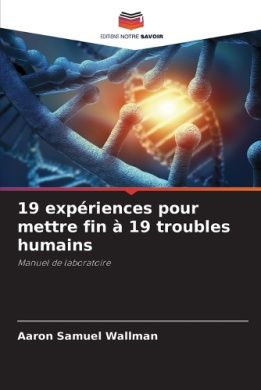 EDITIONS NOTRE SAVOIR
19 expériences pour
mettre fin à 19 troubles
humains
Manuel de laboratoire
Aaron Samuel Wallman